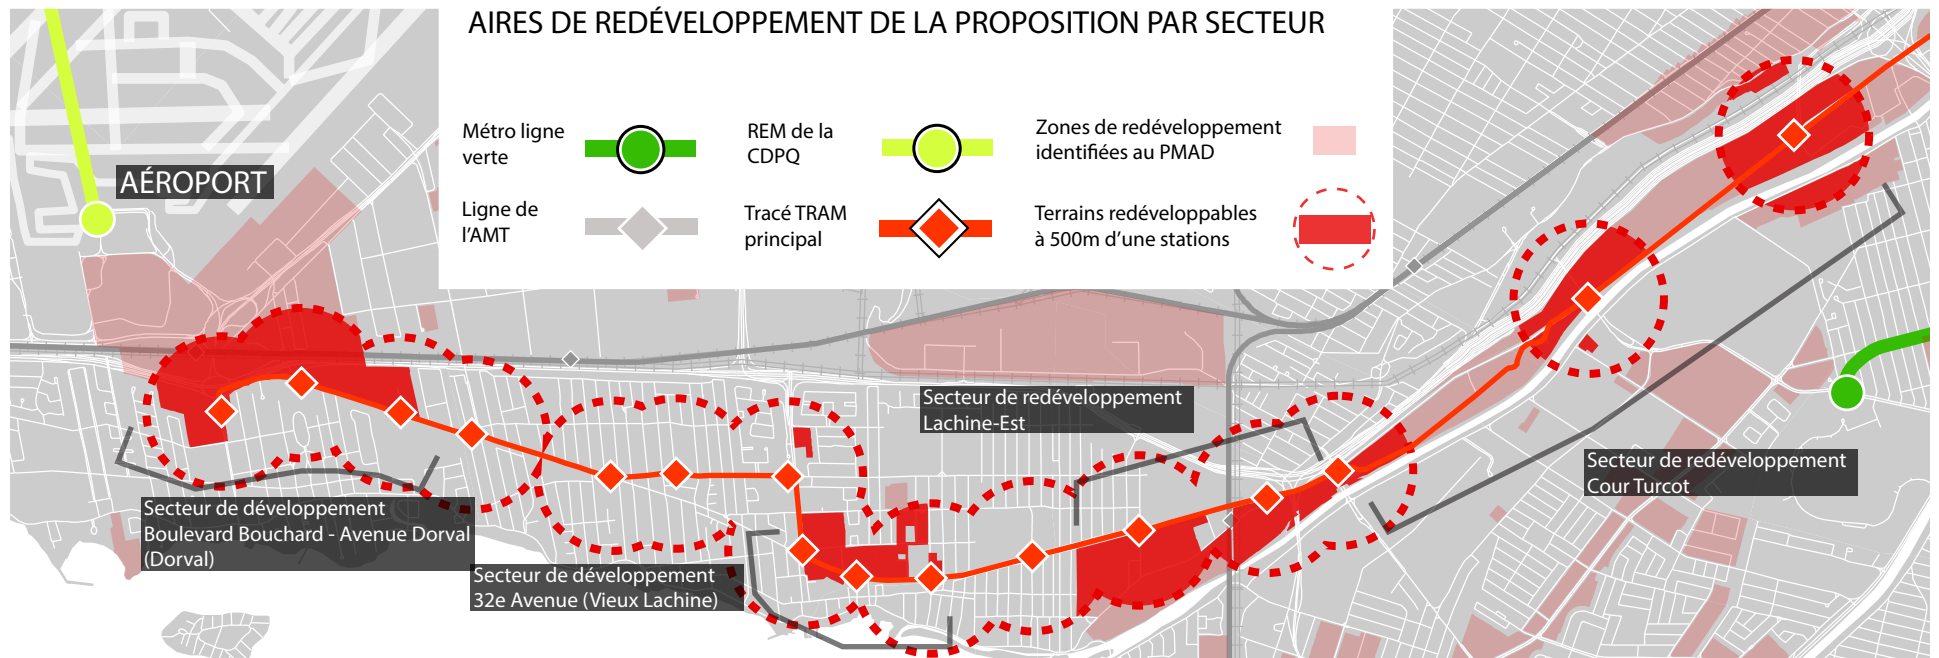 AIRES DE REDÉVELOPPEMENT DE LA PROPOSITION PAR SECTEUR
Métro ligne
verte
REM de la
CDPQ
Zones de redéveloppement
identifiées au PMAD
Ligne de
l'AMT
Tracé TRAM
principal
Terrains redéveloppables
à 500m d'une stations
AÉROPORT
Secteur de redéveloppement
Lachine-Est
Secteur de redéveloppement
Cour Turcot
Secteur de développement
Boulevard Bouchard - Avenue Dorval
(Dorval)
Secteur de développement
32e Avenue (Vieux Lachine)